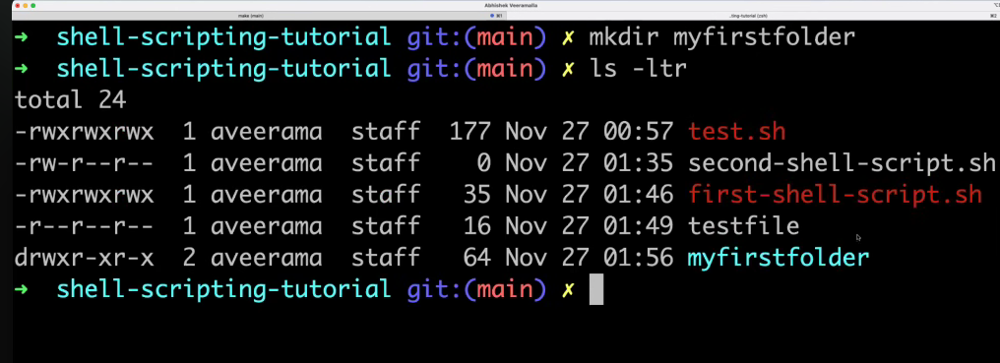 Abhishek Veeramalla
make (main)
⌘1
./ting-tutorial (zsh)
⌘2
➜ shell-scripting-tutorial git:(main) ✗ mkdir myfirstfolder
➜ shell-scripting-tutorial git:(main) ✗ ls -ltr
total 24
-rwxrwxrwx 1 aveerama staff 177 Nov 27 00:57 test.sh
-rw-r--r-- 1 aveerama staff 0 Nov 27 01:35 second-shell-script.sh
-rwxrwxrwx 1 aveerama staff 35 Nov 27 01:46 first-shell-script.sh
-r--r--r-- 1 aveerama staff 16 Nov 27 01:49 testfile
drwxr-xr-x 2 aveerama staff 64 Nov 27 01:56 myfirstfolder
➜ shell-scripting-tutorial git:(main) ✗